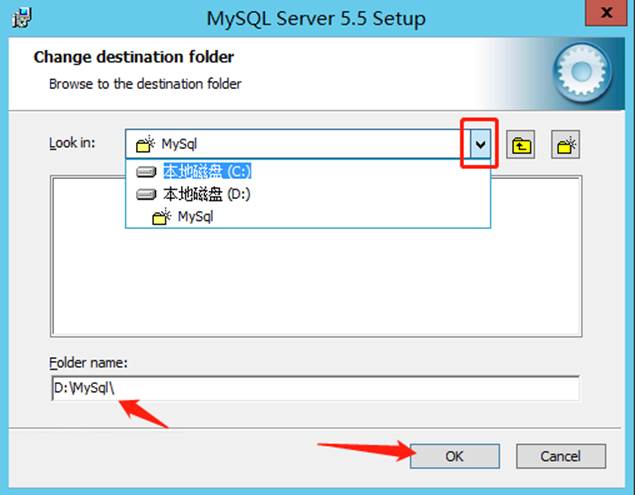 MySQL Server 5.5 Setup
x
Change destination folder
Browse to the destination folder
Look in:
MySql
本地磁盘 (C:)
本地磁盘 (D:)
MySql
Folder name:
D:\MySql\
OK
Cancel